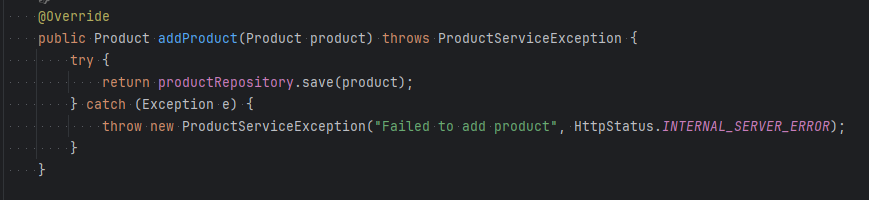 @Override
public Product addProduct(Product product) throws ProductServiceException {
try {
return productRepository.save(product);
} catch (Exception e) {
throw new ProductServiceException("Failed to add product", HttpStatus.INTERNAL_SERVER_ERROR);
}
}